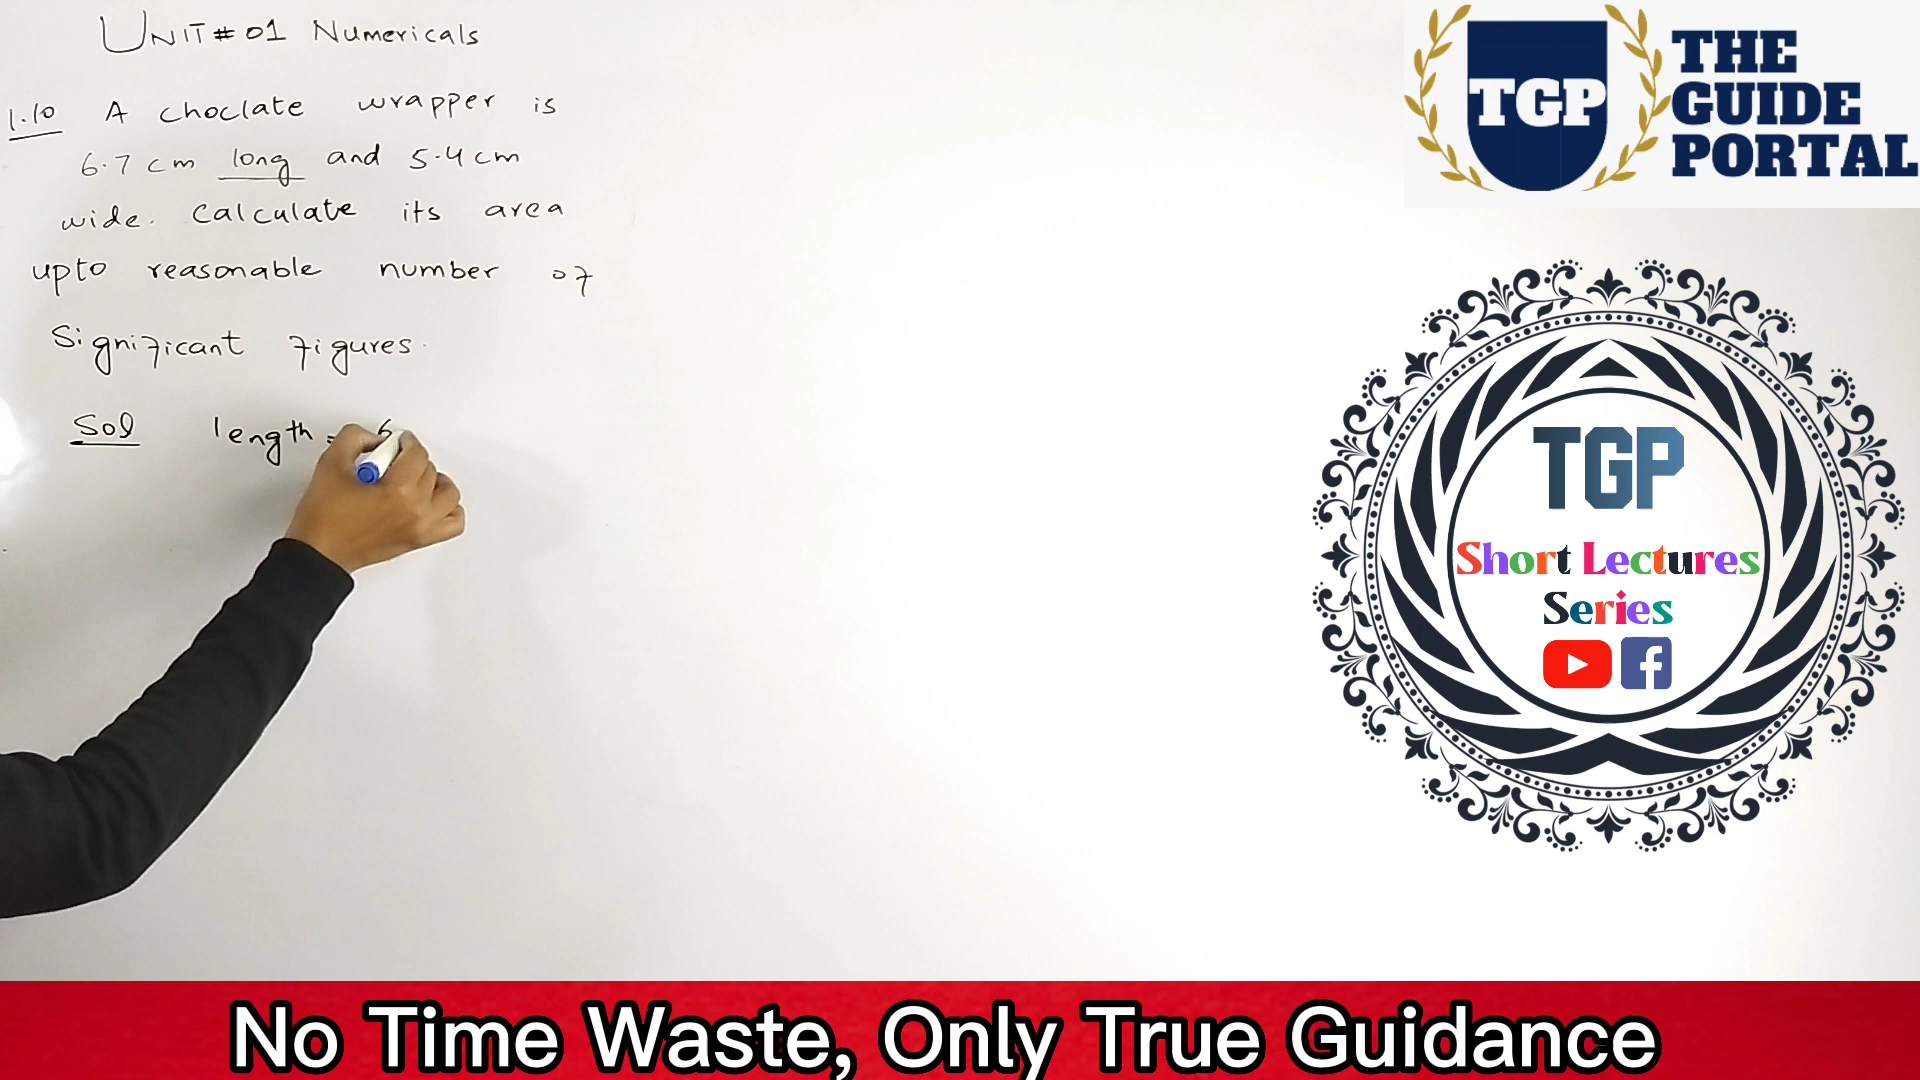 UNIT # 01 Numericals
1.10 A choclate wrapper is
6.7 cm long and 5.4 cm
wide. Calculate its area
upto reasonable number of
Significant figures.
Sol length = 6
TGP
THE
GUIDE
PORTAL
TGP
Short Lectures
Series
No Time Waste, Only True Guidance